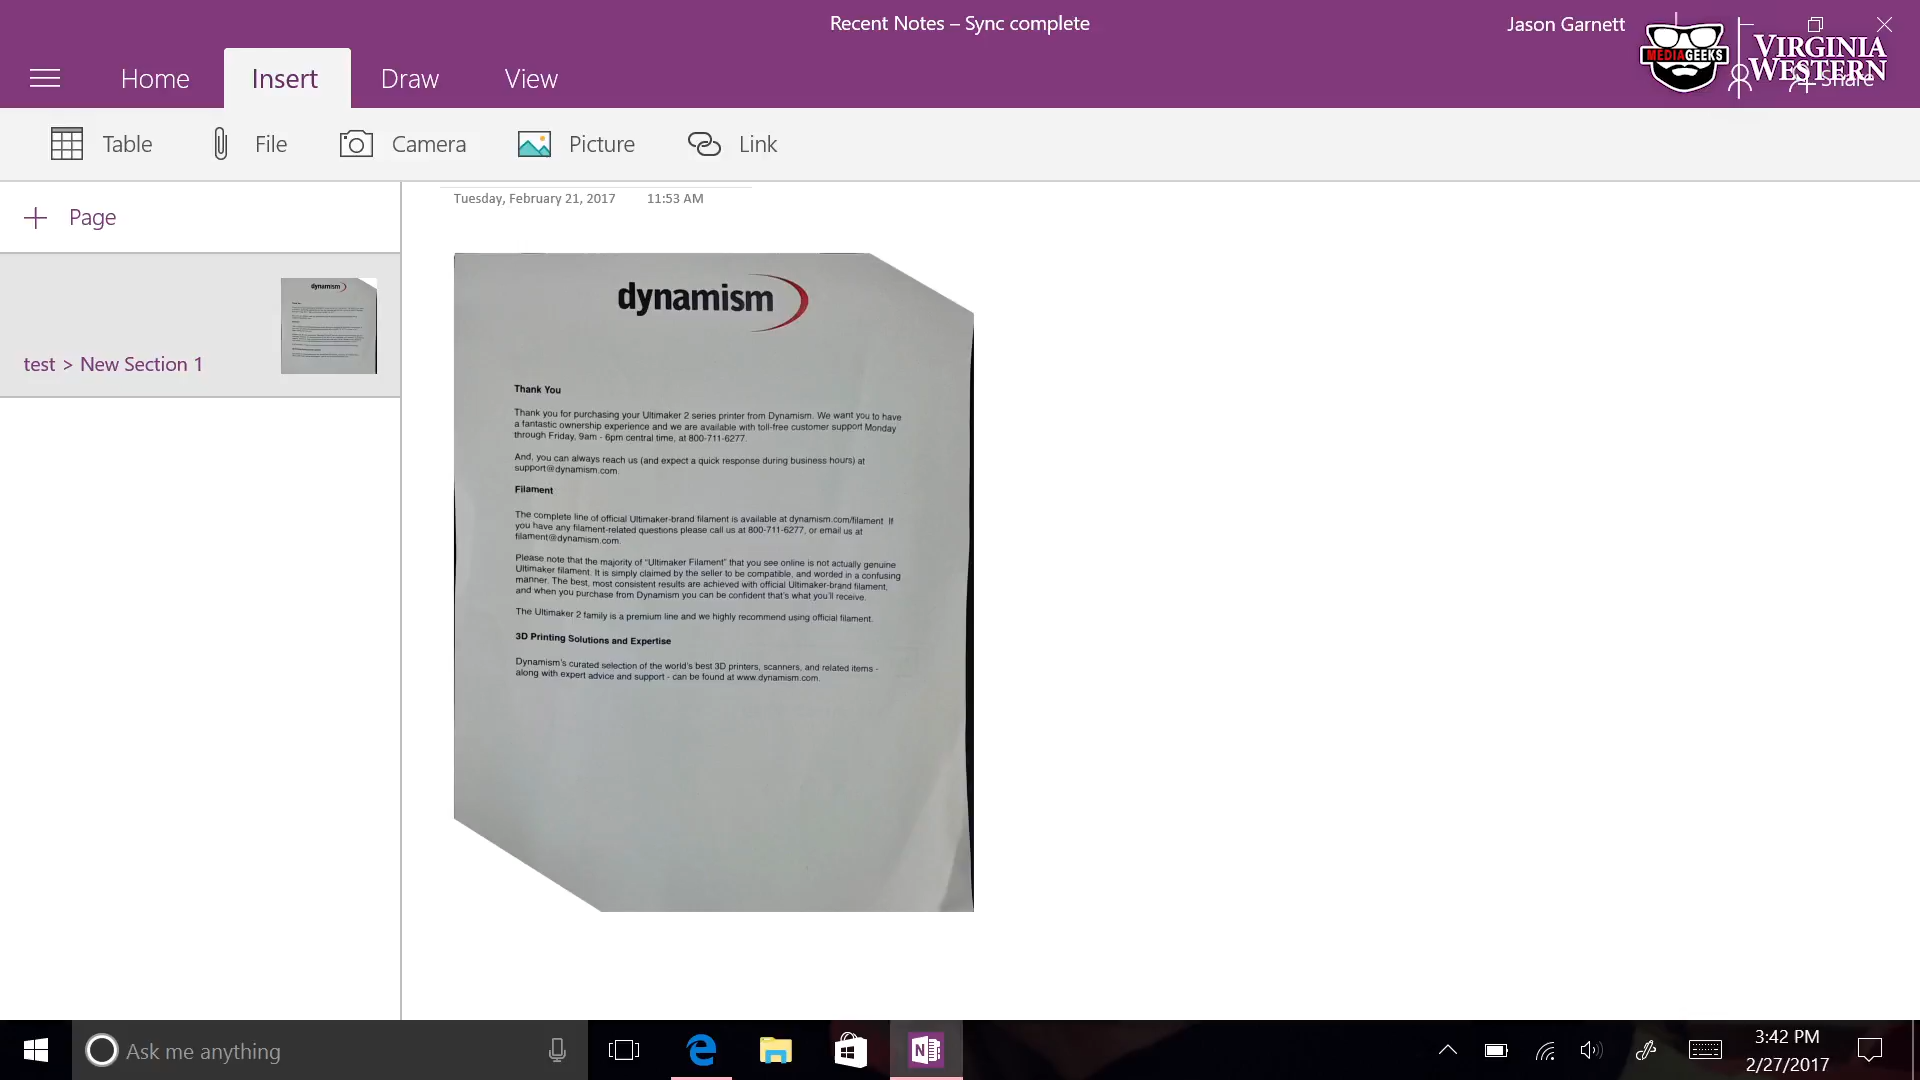 Recent Notes – Sync complete
Jason Garnett
MEDIAGEEKS
VIRGINIA
WESTERN
Share
Home
Insert
Draw
View
Table
File
Camera
Picture
Link
Page
Tuesday, February 21, 2017
11:53 AM
dynamism
test > New Section 1
dynamism
Thank You
Thank you for purchasing your Ultimaker 2 series printer from Dynamism. We want you to have
a fantastic ownership experience and we are available with toll-free customer support Monday
through Friday, 9am - 6pm central time, at 800-711-6277.
And, you can always reach us (and expect a quick response during business hours) at
support@dynamism.com.
Filament
The complete line of official Ultimaker-brand filament is available at dynamism.com/filament If
you have any filament-related questions please call us at 800-711-6277, or email us at
filament@dynamism.com.
Please note that the majority of "Ultimaker Filament" that you see online is not actually genuine
Ultimaker filament. It is simply claimed by the seller to be compatible, and worded in a confusing
manner. The best, most consistent results are achieved with official Ultimaker-brand filament,
and when you purchase from Dynamism you can be confident that's what you'll receive.
The Ultimaker 2 family is a premium line and we highly recommend using official filament.
3D Printing Solutions and Expertise
Dynamism's curated selection of the world's best 3D printers, scanners, and related items -
along with expert advice and support - can be found at www.dynamism.com.
Ask me anything
3:42 PM
2/27/2017